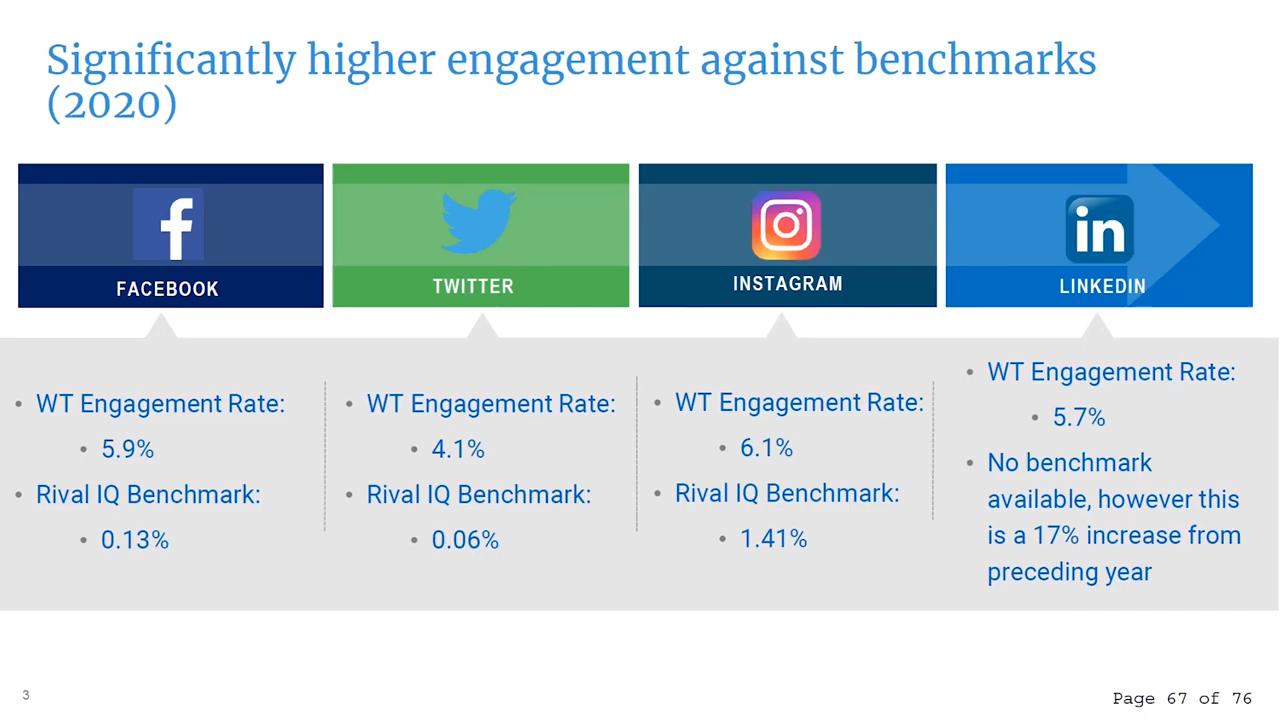 Significantly higher engagement against benchmarks
(2020)
f
in
FACEBOOK
TWITTER
INSTAGRAM
LINKEDIN
• WT Engagement Rate:
• 5.9%
• Rival IQ Benchmark:
• 0.13%
• WT Engagement Rate:
• 4.1%
• Rival IQ Benchmark:
• 0.06%
• WT Engagement Rate:
• 6.1%
• Rival IQ Benchmark:
• 1.41%
• WT Engagement Rate:
• 5.7%
• No benchmark
available, however this
is a 17% increase from
preceding year
3
Page 67 of 76